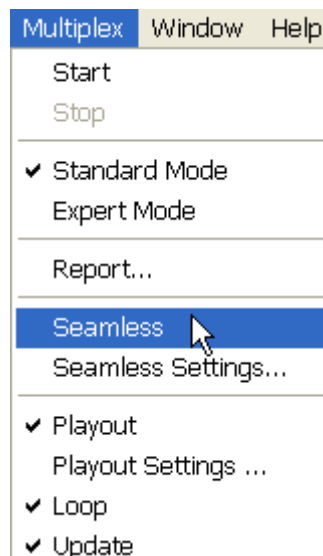 Multiplex Window Help
Start
Stop
Standard Mode
Expert Mode
Report...
Seamless
Seamless Settings...
Playout
Playout Settings ...
Loop
Update